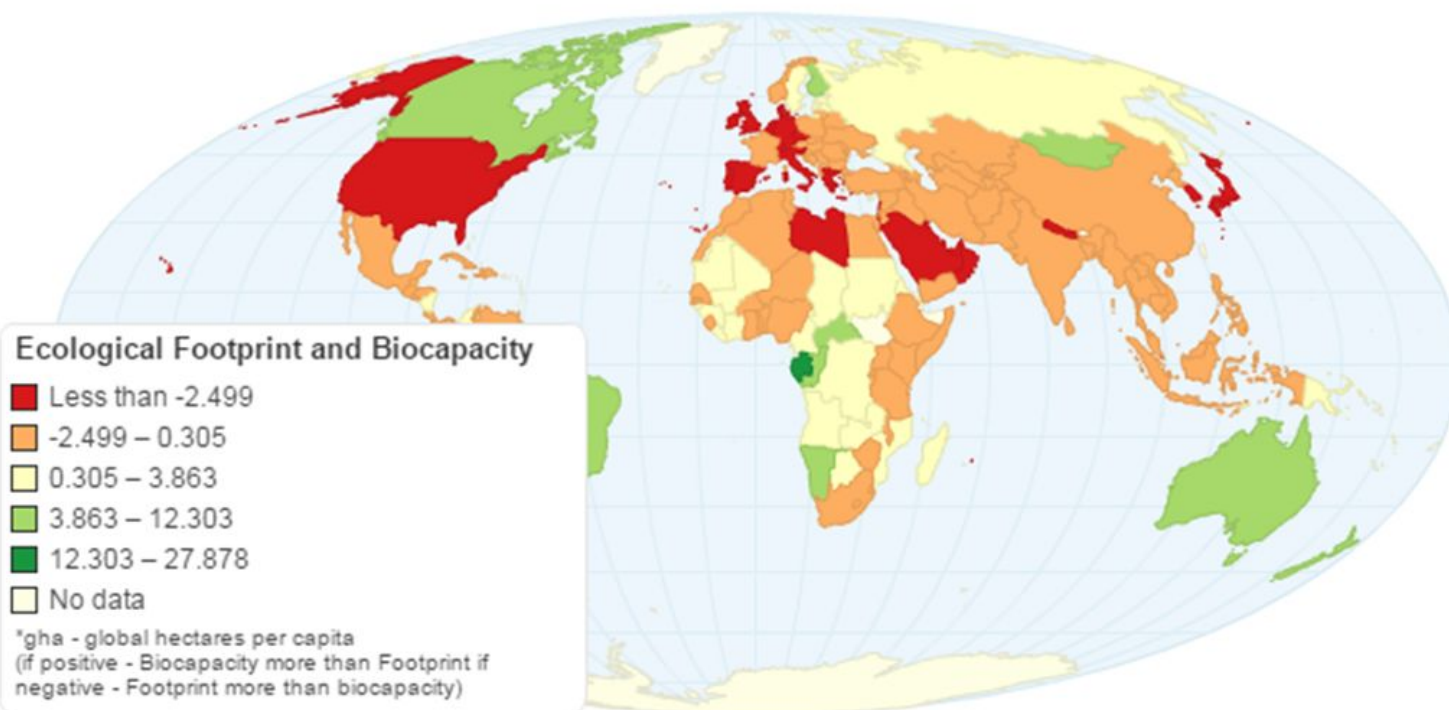 Ecological Footprint and Biocapacity
Less than -2.499
-2.499 – 0.305
0.305 – 3.863
3.863 – 12.303
12.303 – 27.878
No data
*gha - global hectares per capita
(if positive - Biocapacity more than Footprint if
negative - Footprint more than biocapacity)